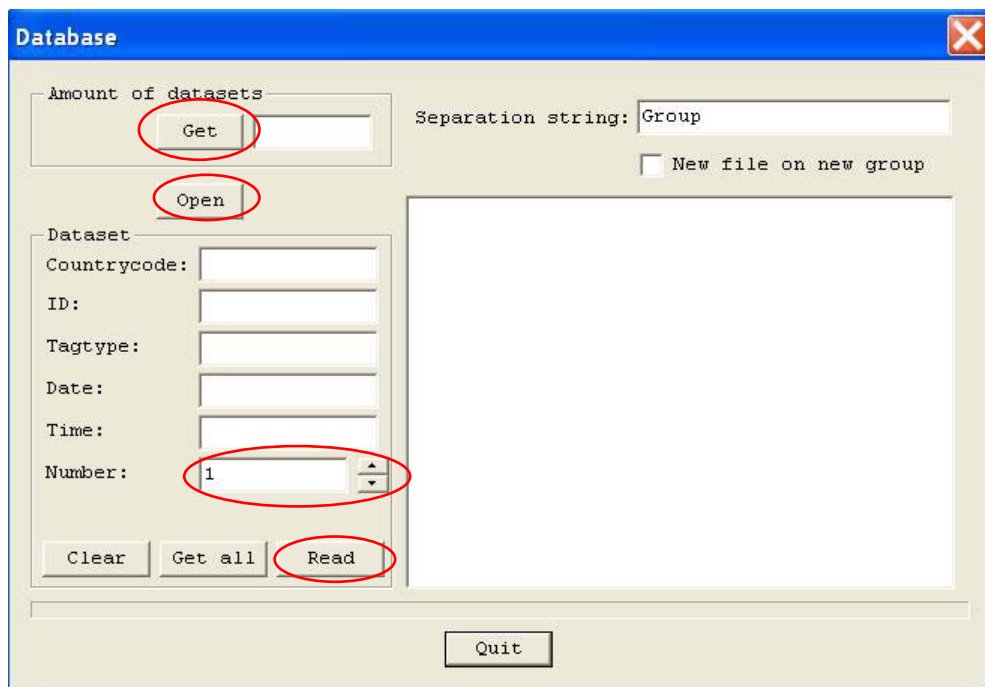 Database
Amount of datasets
Get
Separation string: Group
New file on new group
Open
Dataset
Countrycode:
ID:
Tagtype:
Date:
Time:
Number: 1
Clear Get all Read
Quit